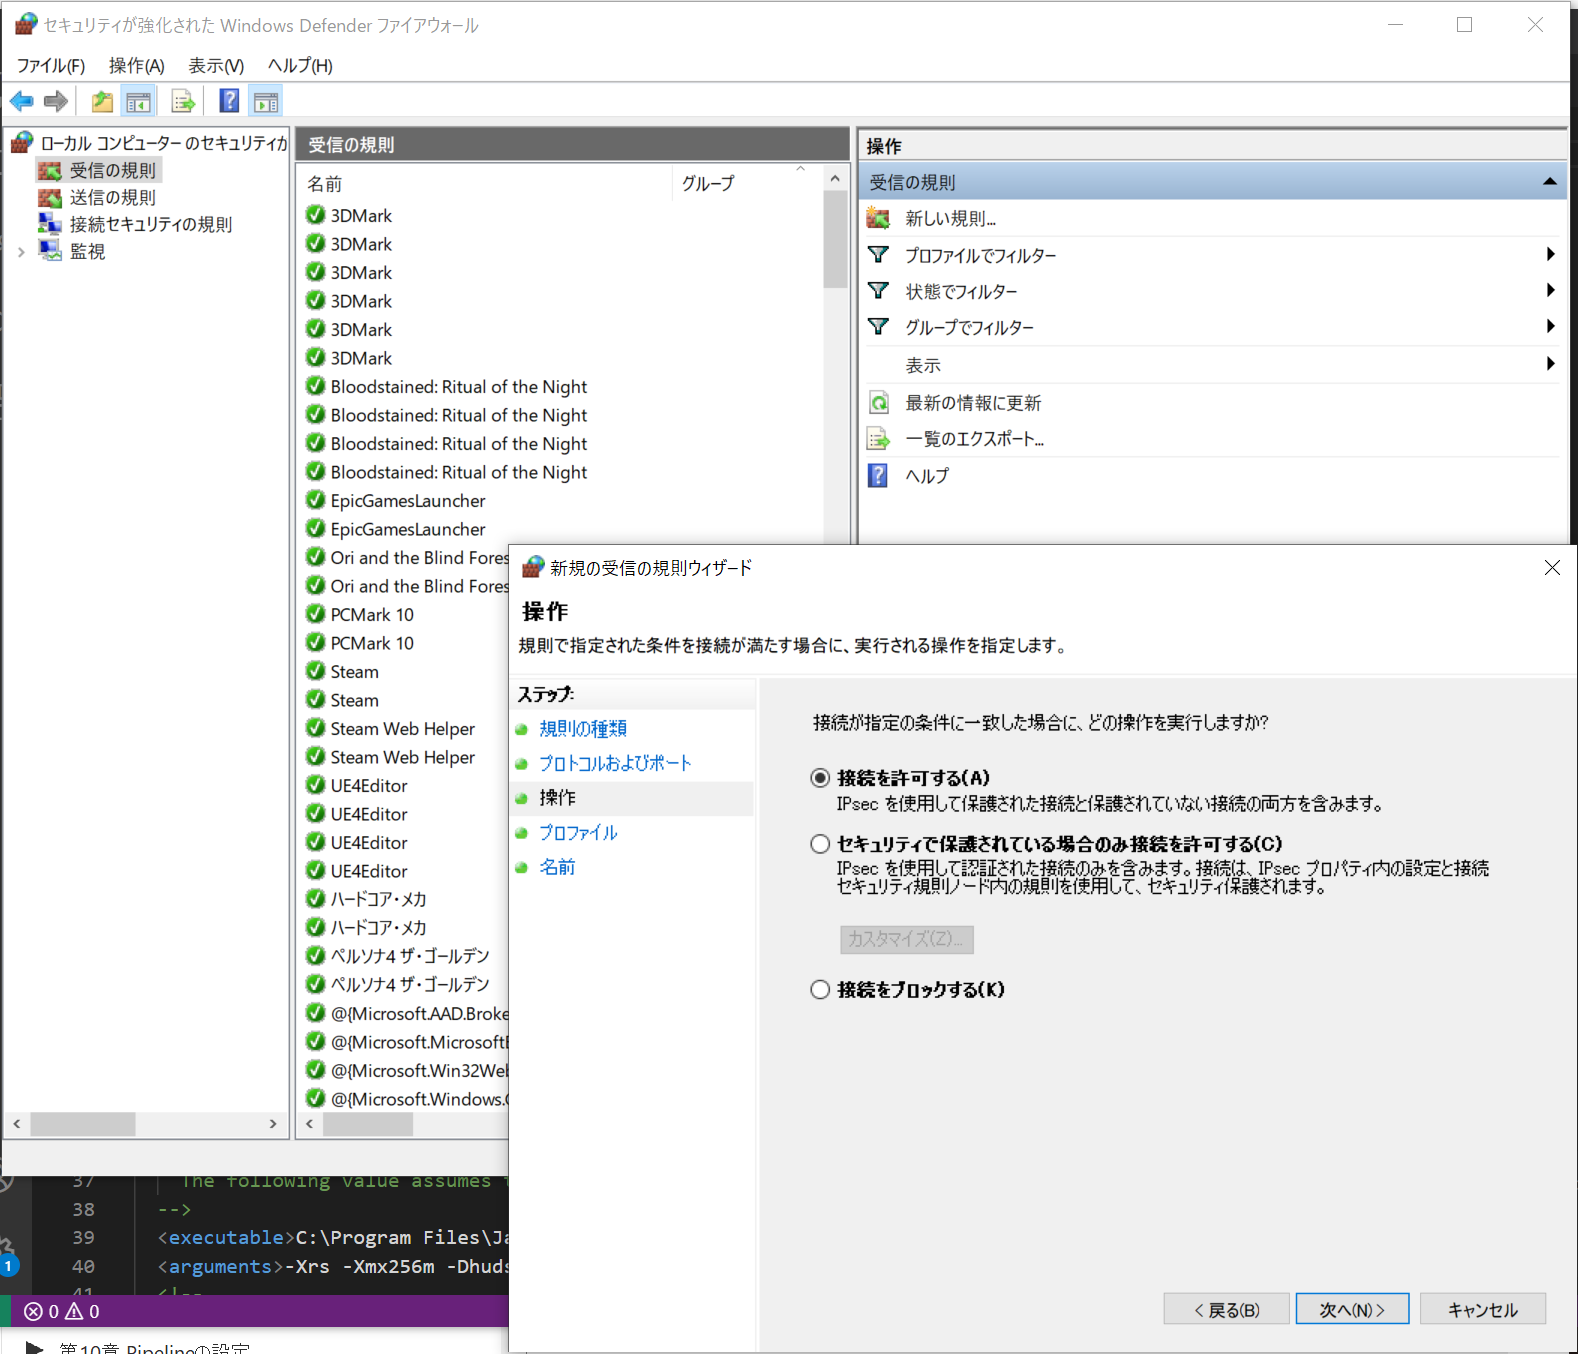 セキュリティが強化された Windows Defender ファイアウォール
ファイル(F) 操作(A) 表示(V) ヘルプ(H)
ローカル コンピューター のセキュリティか
受信の規則
送信の規則
接続セキュリティの規則
監視
受信の規則
名前 グループ
3DMark
3DMark
3DMark
3DMark
3DMark
3DMark
Bloodstained: Ritual of the Night
Bloodstained: Ritual of the Night
Bloodstained: Ritual of the Night
Bloodstained: Ritual of the Night
EpicGamesLauncher
EpicGamesLauncher
Ori and the Blind Fores
Ori and the Blind Fores
PCMark 10
PCMark 10
Steam
Steam
Steam Web Helper
Steam Web Helper
UE4Editor
UE4Editor
UE4Editor
UE4Editor
ハードコア・メカ
ハードコア・メカ
ペルソナ4 ザ・ゴールデン
ペルソナ4 ザ・ゴールデン
@{Microsoft.AAD.Broke
@{Microsoft.MicrosoftE
@{Microsoft.Win32Web
@{Microsoft.Windows.C
操作
受信の規則
新しい規則...
プロファイルでフィルター
状態でフィルター
グループでフィルター
表示
最新の情報に更新
一覧のエクスポート...
ヘルプ
新規の受信の規則ウィザード
操作
規則で指定された条件を接続が満たす場合に、実行される操作を指定します。
ステップ:
規則の種類
プロトコルおよびポート
操作
プロファイル
名前
接続が指定の条件に一致した場合に、どの操作を実行しますか?
接続を許可する(A)
IPsec を使用して保護された接続と保護されていない接続の両方を含みます。
セキュリティで保護されている場合のみ接続を許可する(C)
IPsec を使用して認証された接続のみを含みます。接続は、IPsec プロパティ内の設定と接続
セキュリティ規則ノード内の規則を使用して、セキュリティ保護されます。
カスタマイズ(Z)...
接続をブロックする(K)
< 戻る(B) 次へ(N) > キャンセル
37 The following value assumes
38 -->
39 <executable>C:\Program Files\Ja
40 <arguments>-Xrs -Xmx256m -Dhuds
41 <!--
1
0 0
第10章 Pipelineの設定